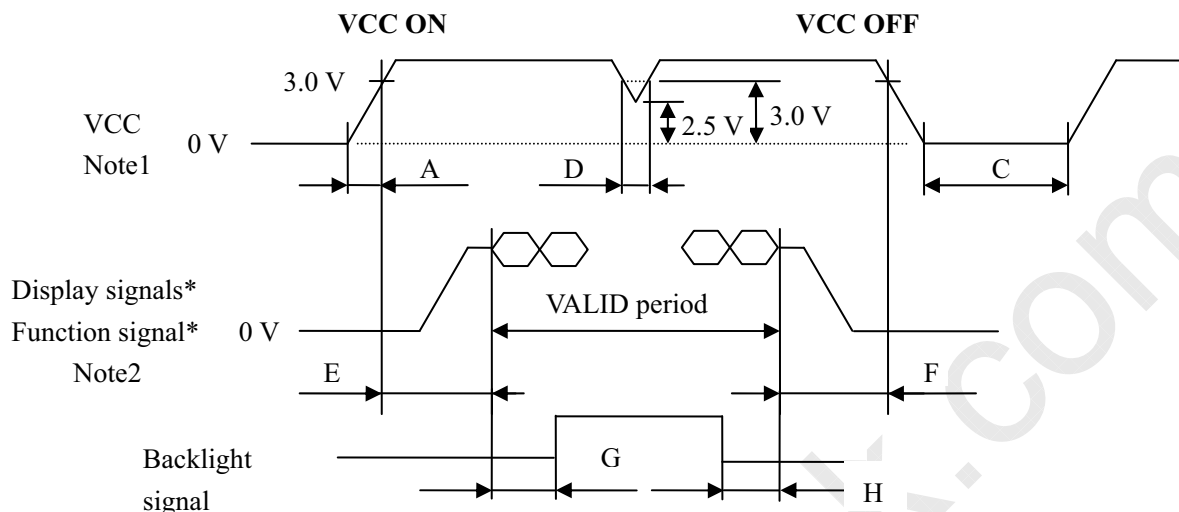 VCC ON VCC OFF
3.0 V
2.5 V 3.0 V
VCC 0 V
Note1
A D C
Display signals*
VALID period
Function signal* 0 V
Note2
E F
Backlight G
signal H
k.com